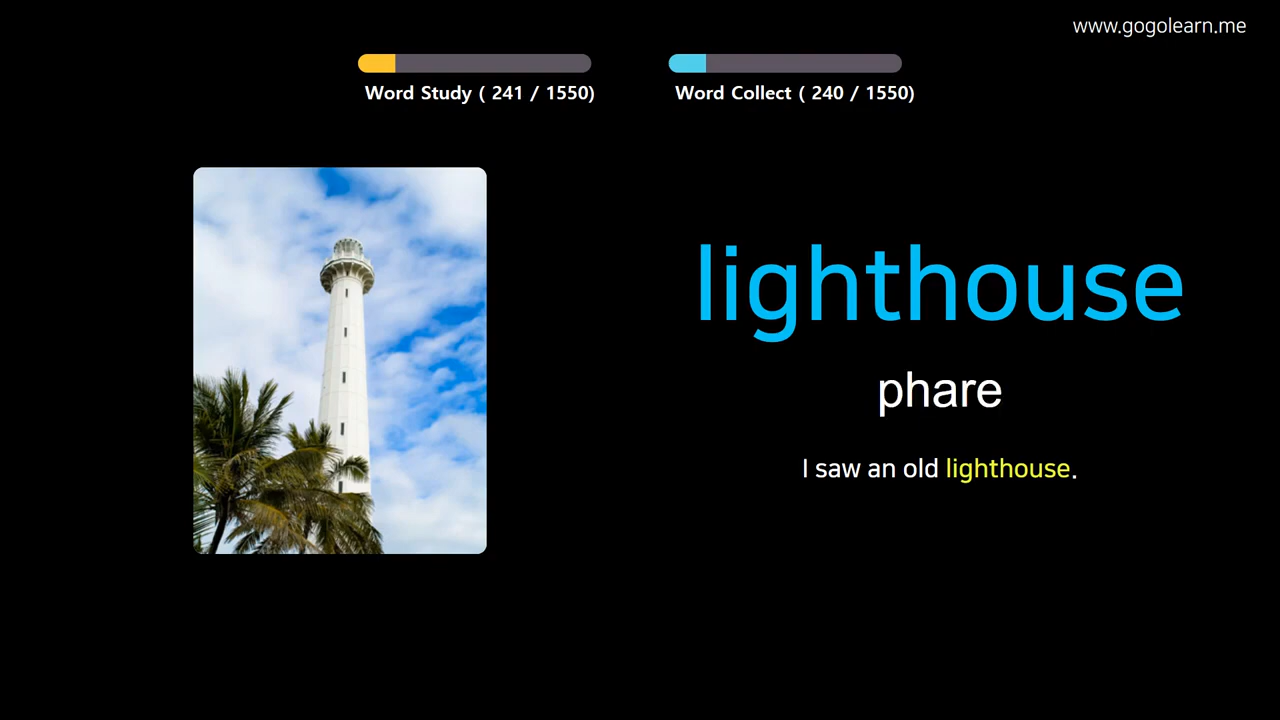 www.gogolearn.me
Word Study ( 241 / 1550)
Word Collect ( 240 / 1550)
lighthouse
phare
I saw an old lighthouse.